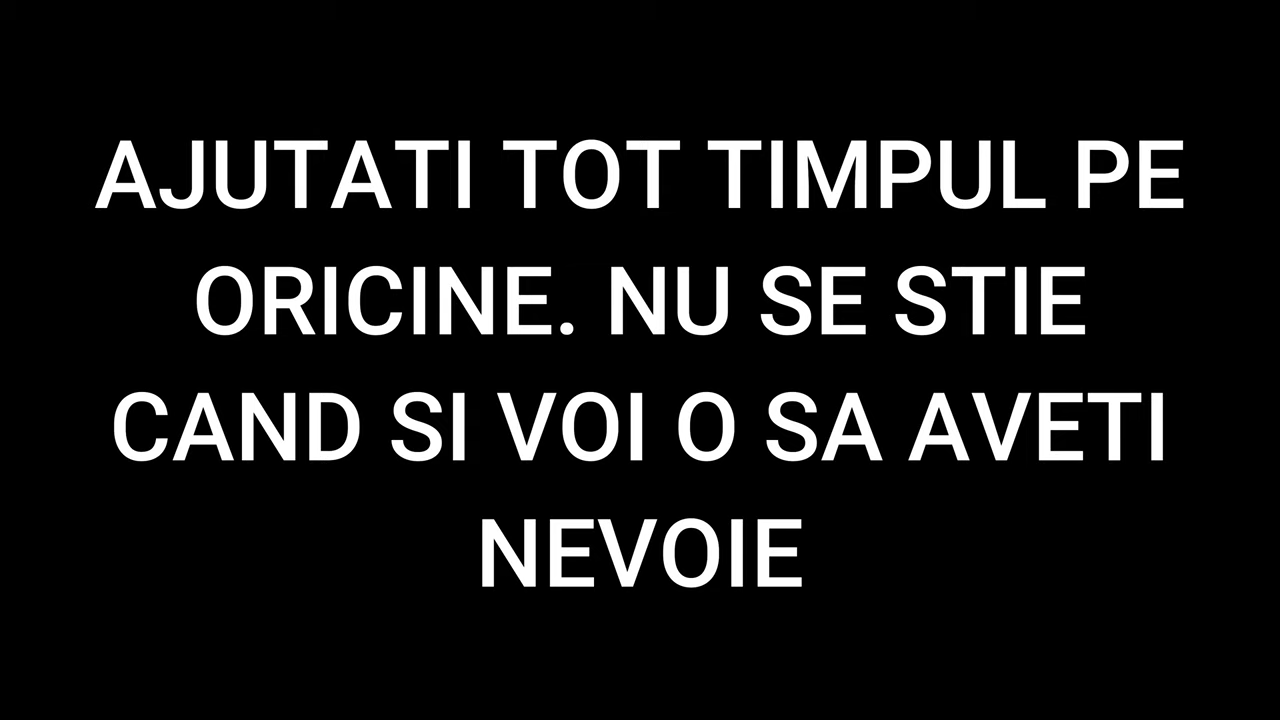 AJUTATI TOT TIMPUL PE
ORICINE. NU SE STIE
CAND SI VOI O SA AVETI
NEVOIE